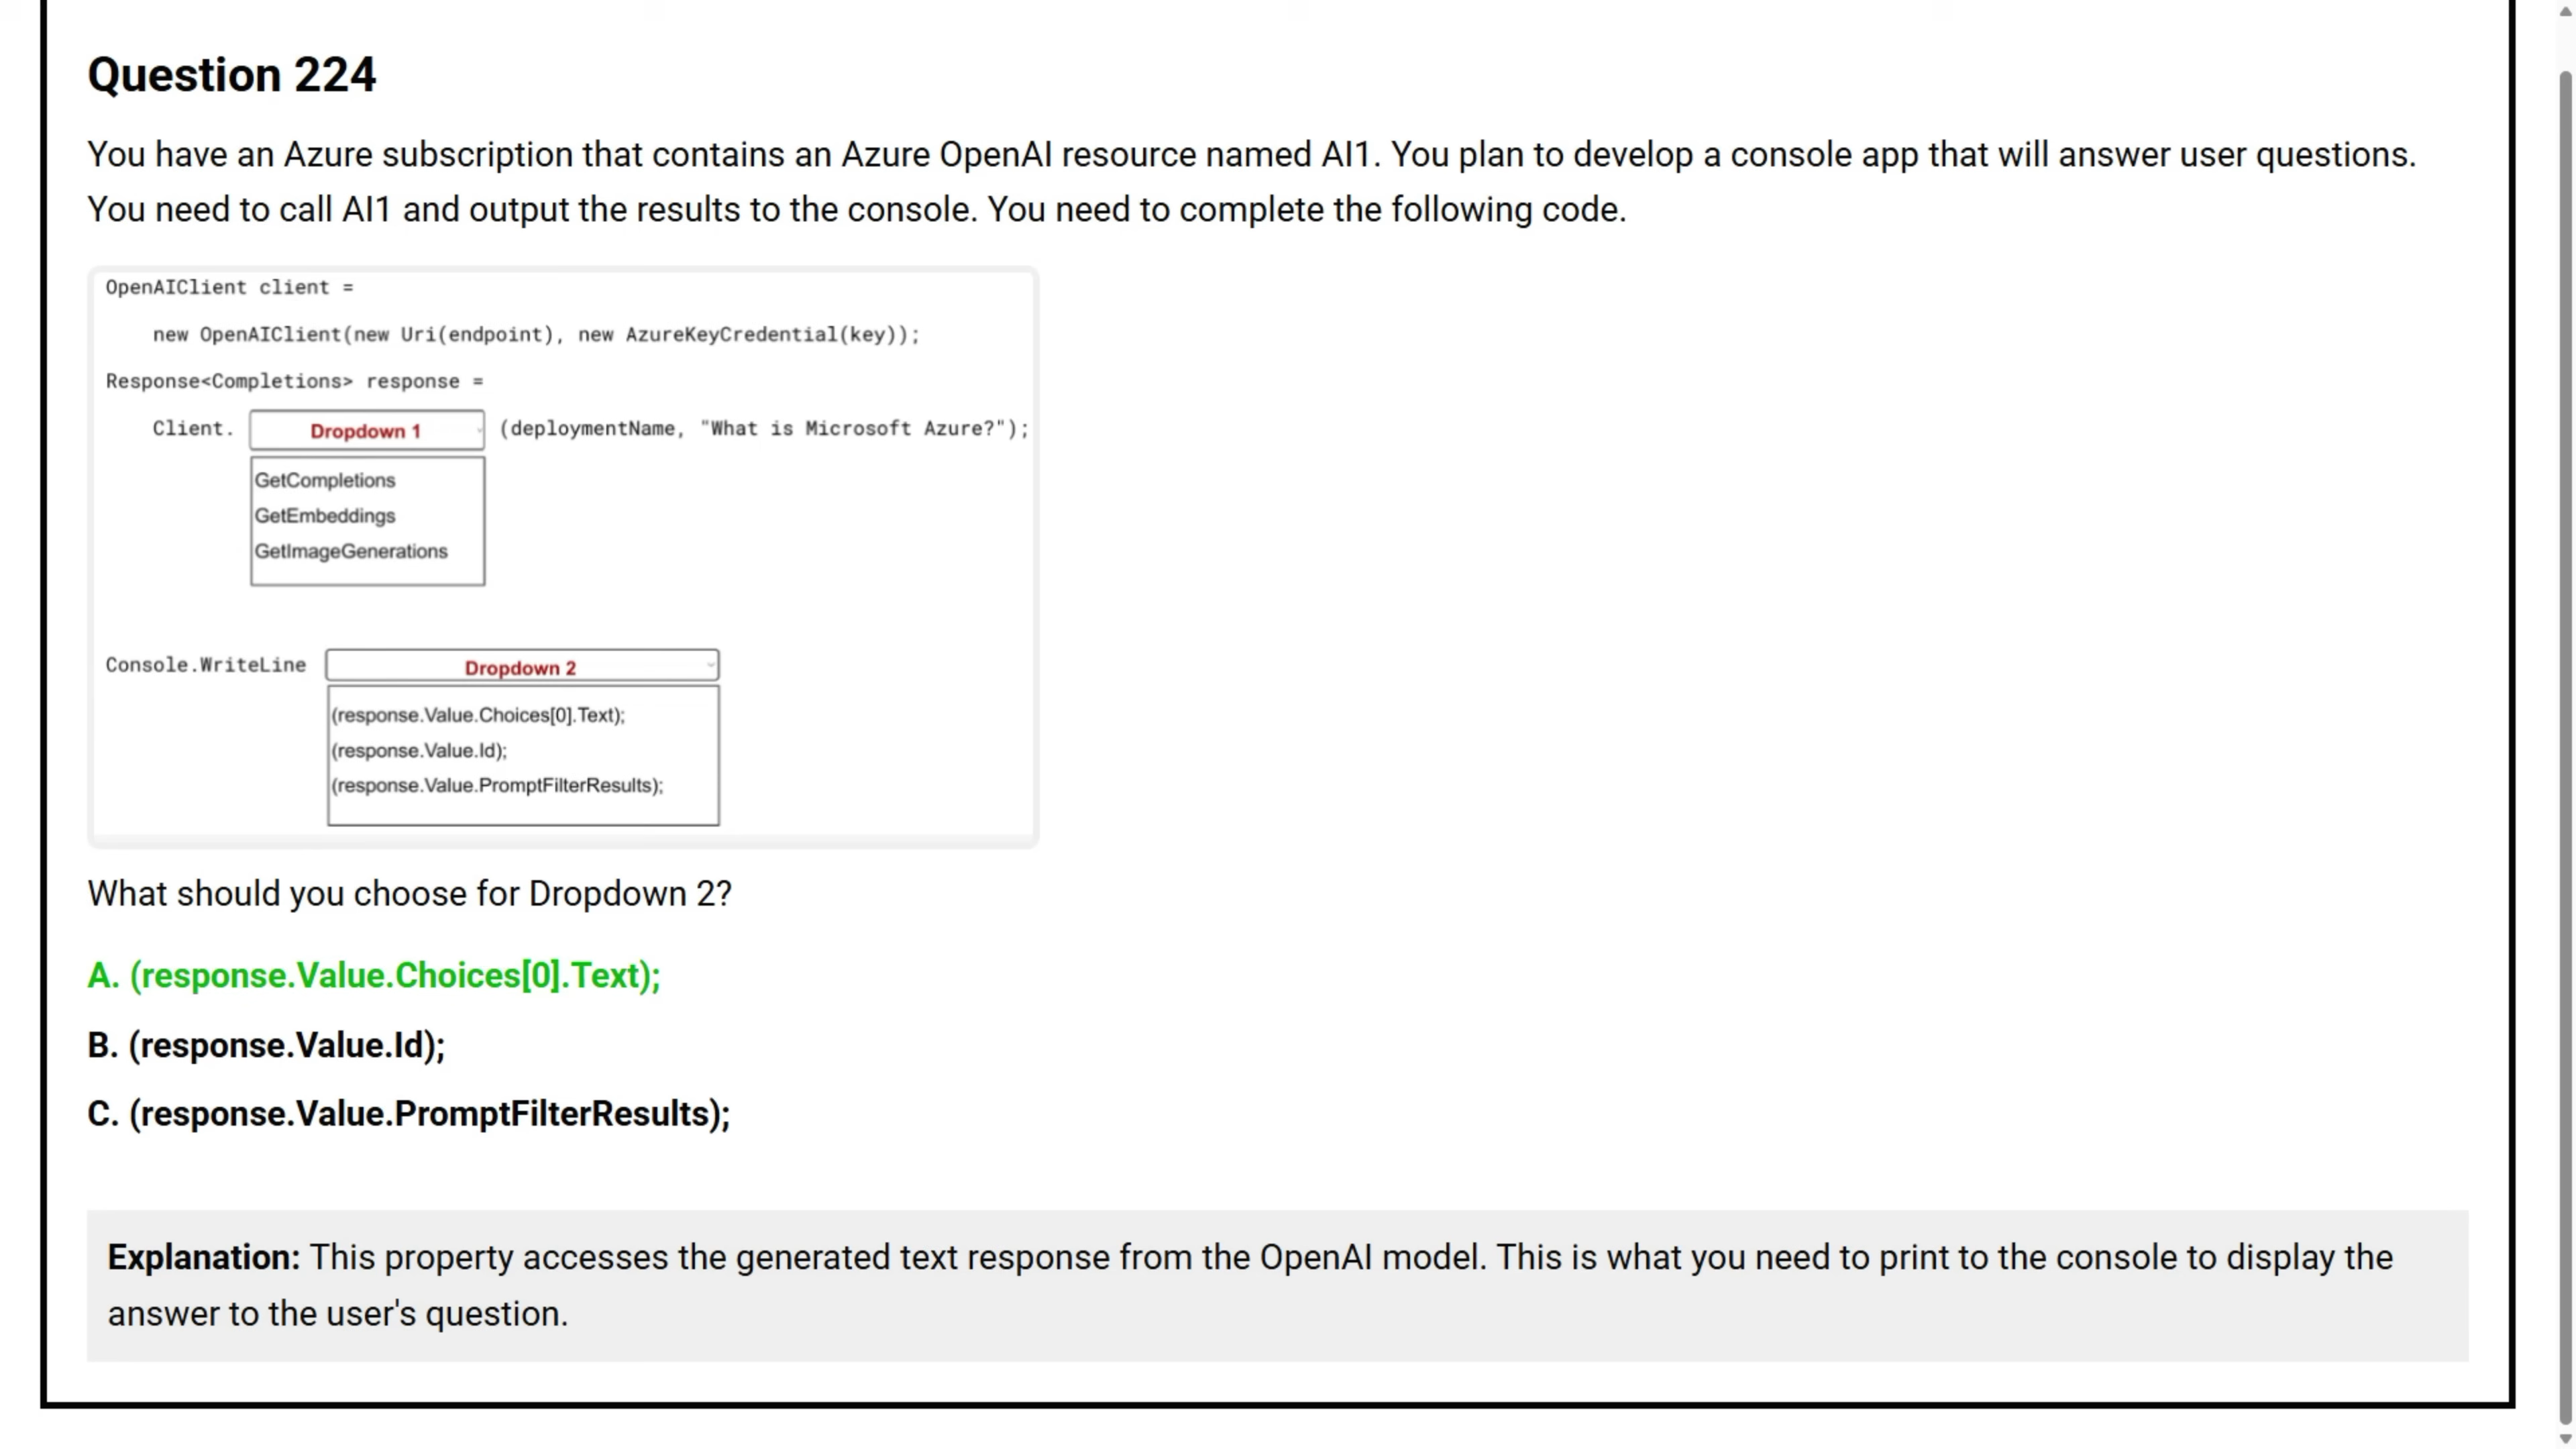 Question 224
You have an Azure subscription that contains an Azure OpenAI resource named AI1. You plan to develop a console app that will answer user questions.
You need to call AI1 and output the results to the console. You need to complete the following code.
OpenAIClient client =
new OpenAIClient(new Uri(endpoint), new AzureKeyCredential(key));
Response<Completions> response =
Client. Dropdown 1 (deploymentName, "What is Microsoft Azure?");
GetCompletions
GetEmbeddings
GetImageGenerations
Console.WriteLine Dropdown 2
(response.Value.Choices[0].Text);
(response.Value.Id);
(response.Value.PromptFilterResults);
What should you choose for Dropdown 2?
A. (response.Value.Choices[0].Text);
B. (response.Value.Id);
C. (response.Value.PromptFilterResults);
Explanation: This property accesses the generated text response from the OpenAI model. This is what you need to print to the console to display the
answer to the user's question.